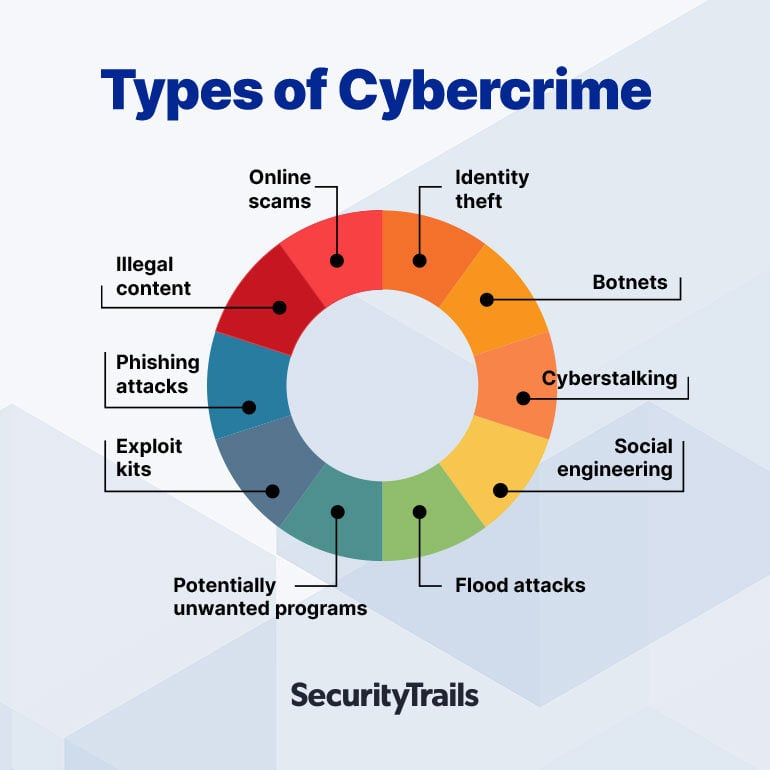 Types of Cybercrime
Online
scams
Identity
theft
Illegal
content
Botnets
Phishing
attacks
Cyberstalking
Exploit
kits
Social
engineering
Potentially
unwanted programs
Flood attacks
SecurityTrails